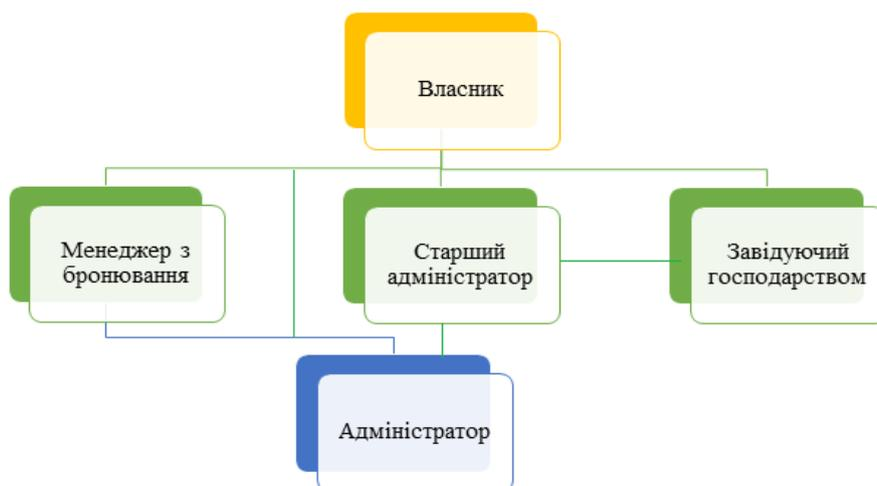 Власник
Менеджер з
бронювання
Старший
адміністратор
Завідуючий
господарством
Адміністратор